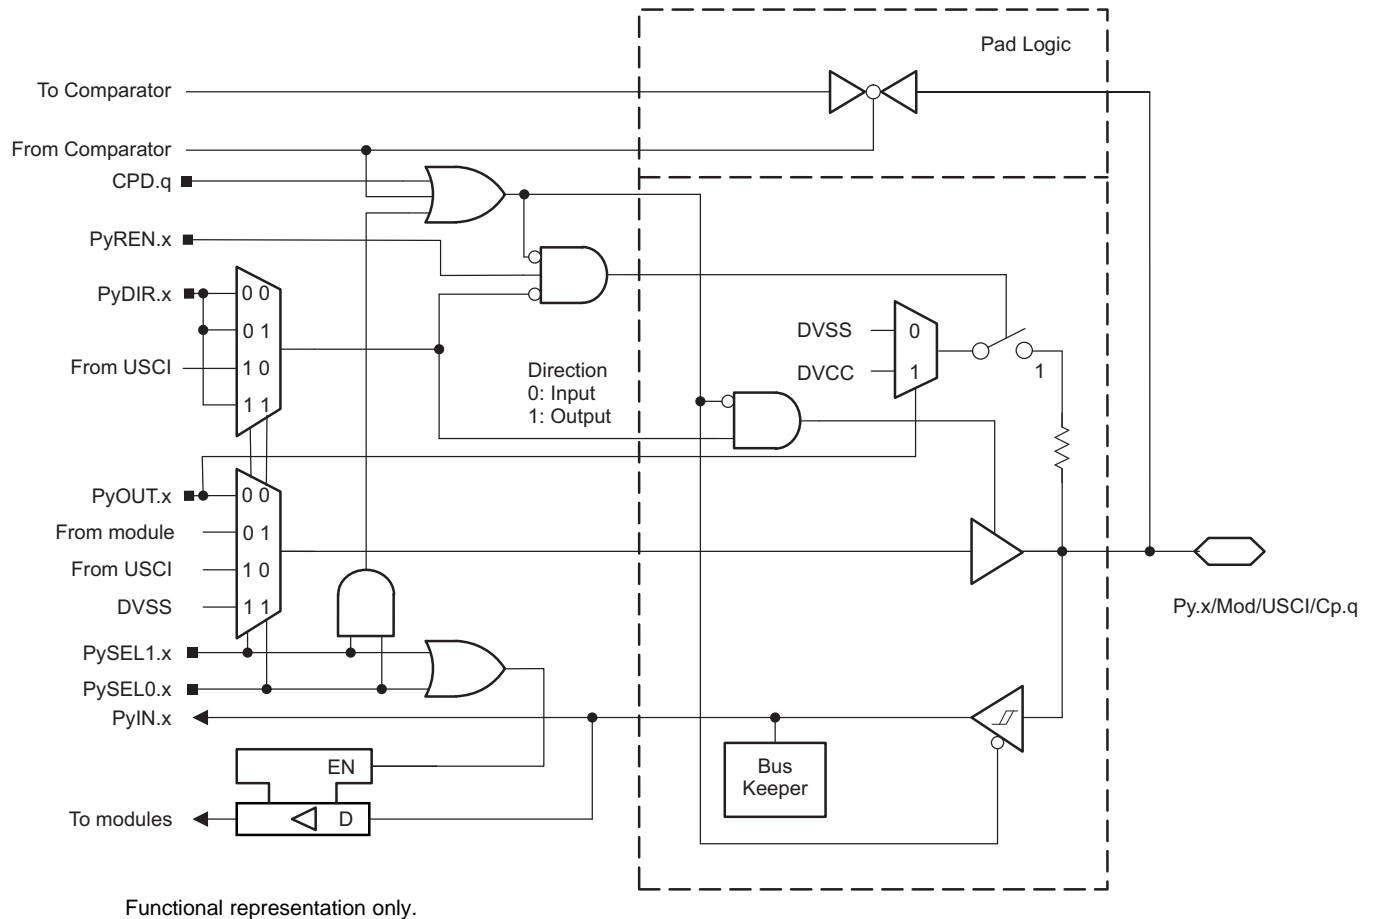 Pad Logic
To Comparator
From Comparator
CPD.q
PyREN.x
PyDIR.x
0 0
0 1
From USCI
1 0
1 1
Direction
0: Input
1: Output
DVSS
0
DVCC
1
1
PyOUT.x
0 0
From module
0 1
From USCI
1 0
DVSS
1 1
Py.x/Mod/USCI/Cp.q
PySEL1.x
PySEL0.x
PyIN.x
EN
Bus
Keeper
To modules
D
Functional representation only.